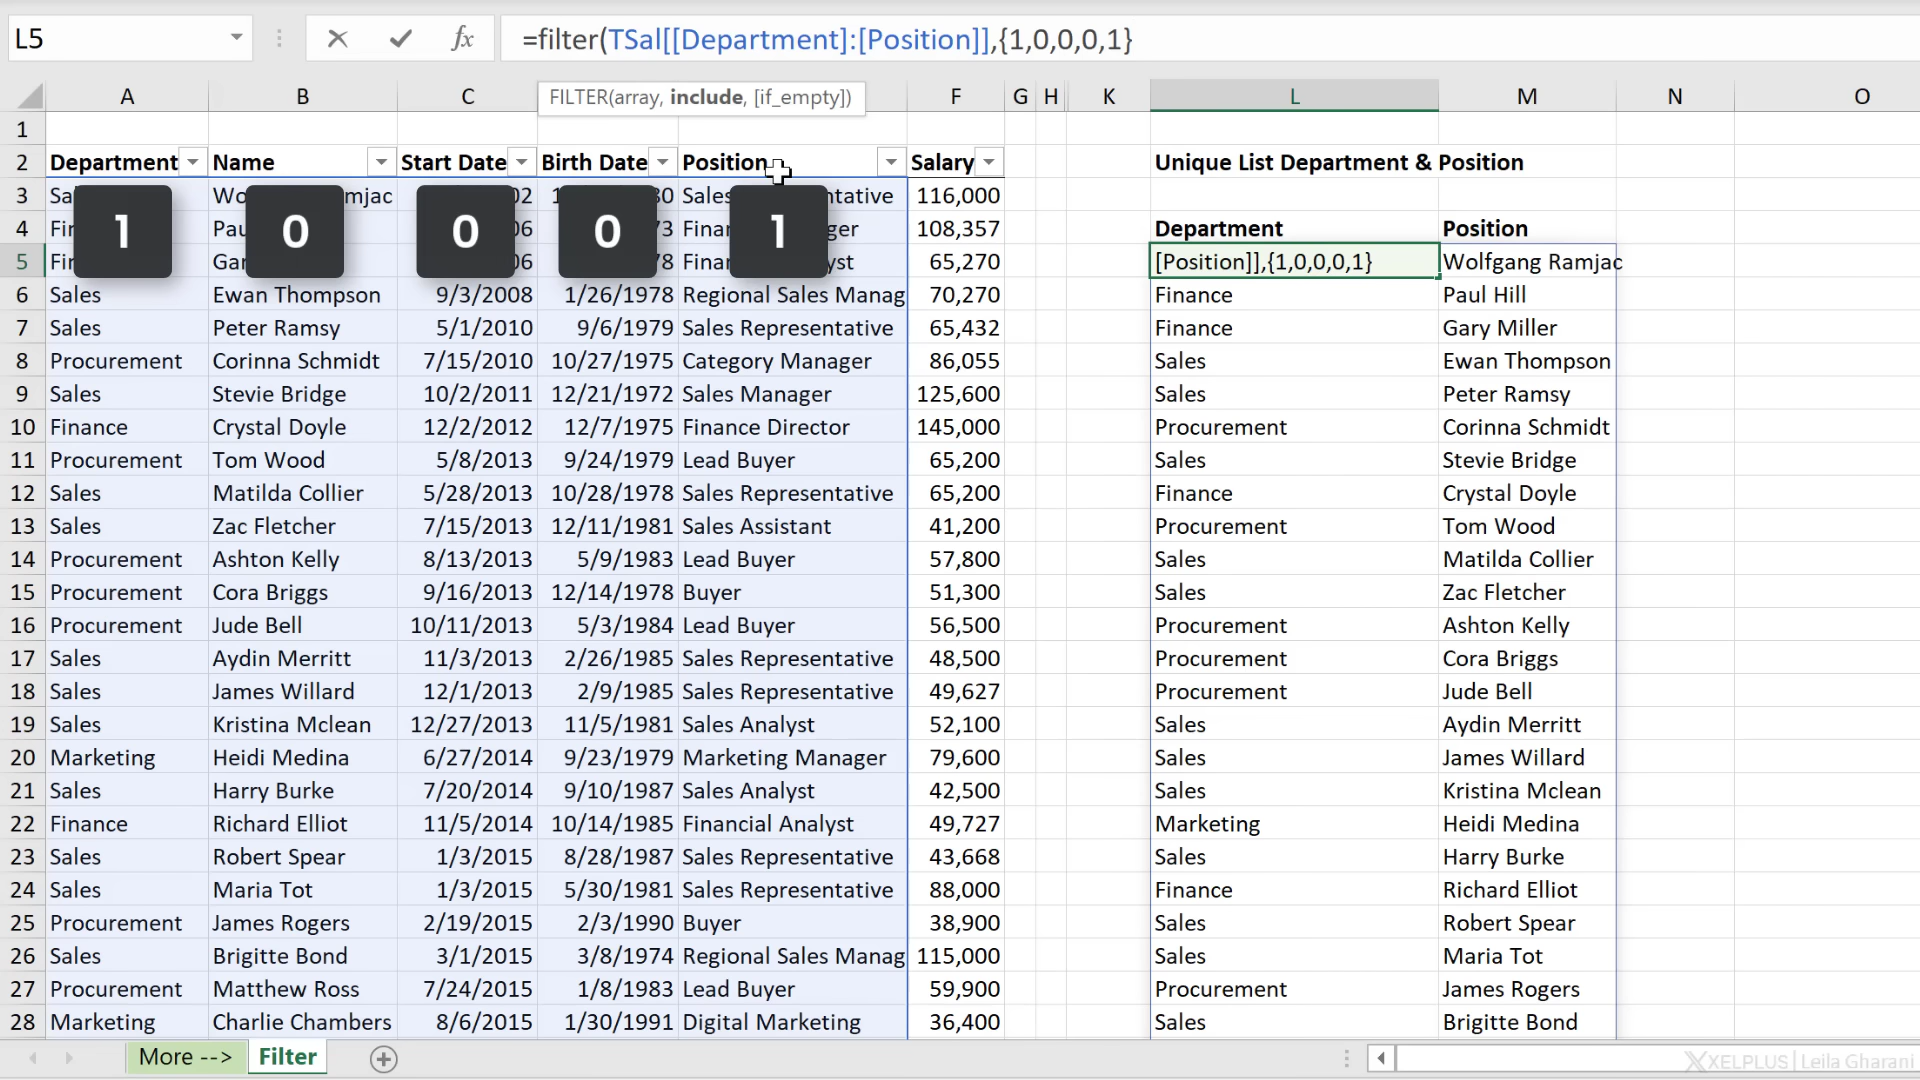 L5 fx =filter(TSal[[Department]:[Position]],{1,0,0,0,1}
FILTER(array, include, [if_empty])
A B C F G H K L M N O
1
2 Department Name Start Date Birth Date Position Salary Unique List Department & Position
3 Sa Wo mjac 02 1 30 Sales ntative 116,000
1 0 0 0 1
4 Fin Pau 06 73 Finan ger 108,357 Department Position
5 Fin Gar 06 78 Finan yst 65,270 [Position]],{1,0,0,0,1} Wolfgang Ramjac
6 Sales Ewan Thompson 9/3/2008 1/26/1978 Regional Sales Manag 70,270 Finance Paul Hill
7 Sales Peter Ramsy 5/1/2010 9/6/1979 Sales Representative 65,432 Finance Gary Miller
8 Procurement Corinna Schmidt 7/15/2010 10/27/1975 Category Manager 86,055 Sales Ewan Thompson
9 Sales Stevie Bridge 10/2/2011 12/21/1972 Sales Manager 125,600 Sales Peter Ramsy
10 Finance Crystal Doyle 12/2/2012 12/7/1975 Finance Director 145,000 Procurement Corinna Schmidt
11 Procurement Tom Wood 5/8/2013 9/24/1979 Lead Buyer 65,200 Sales Stevie Bridge
12 Sales Matilda Collier 5/28/2013 10/28/1978 Sales Representative 65,200 Finance Crystal Doyle
13 Sales Zac Fletcher 7/15/2013 12/11/1981 Sales Assistant 41,200 Procurement Tom Wood
14 Procurement Ashton Kelly 8/13/2013 5/9/1983 Lead Buyer 57,800 Sales Matilda Collier
15 Procurement Cora Briggs 9/16/2013 12/14/1978 Buyer 51,300 Sales Zac Fletcher
16 Procurement Jude Bell 10/11/2013 5/3/1984 Lead Buyer 56,500 Procurement Ashton Kelly
17 Sales Aydin Merritt 11/3/2013 2/26/1985 Sales Representative 48,500 Procurement Cora Briggs
18 Sales James Willard 12/1/2013 2/9/1985 Sales Representative 49,627 Procurement Jude Bell
19 Sales Kristina Mclean 12/27/2013 11/5/1981 Sales Analyst 52,100 Sales Aydin Merritt
20 Marketing Heidi Medina 6/27/2014 9/23/1979 Marketing Manager 79,600 Sales James Willard
21 Sales Harry Burke 7/20/2014 9/10/1987 Sales Analyst 42,500 Sales Kristina Mclean
22 Finance Richard Elliot 11/5/2014 10/14/1985 Financial Analyst 49,727 Marketing Heidi Medina
23 Sales Robert Spear 1/3/2015 8/28/1987 Sales Representative 43,668 Sales Harry Burke
24 Sales Maria Tot 1/3/2015 5/30/1981 Sales Representative 88,000 Finance Richard Elliot
25 Procurement James Rogers 2/19/2015 2/3/1990 Buyer 38,900 Sales Robert Spear
26 Sales Brigitte Bond 3/1/2015 3/8/1974 Regional Sales Manag 115,000 Sales Maria Tot
27 Procurement Matthew Ross 7/24/2015 1/8/1983 Lead Buyer 59,900 Procurement James Rogers
28 Marketing Charlie Chambers 8/6/2015 1/30/1991 Digital Marketing 36,400 Sales Brigitte Bond
More --> Filter
XELPLUS | Leila Gharani